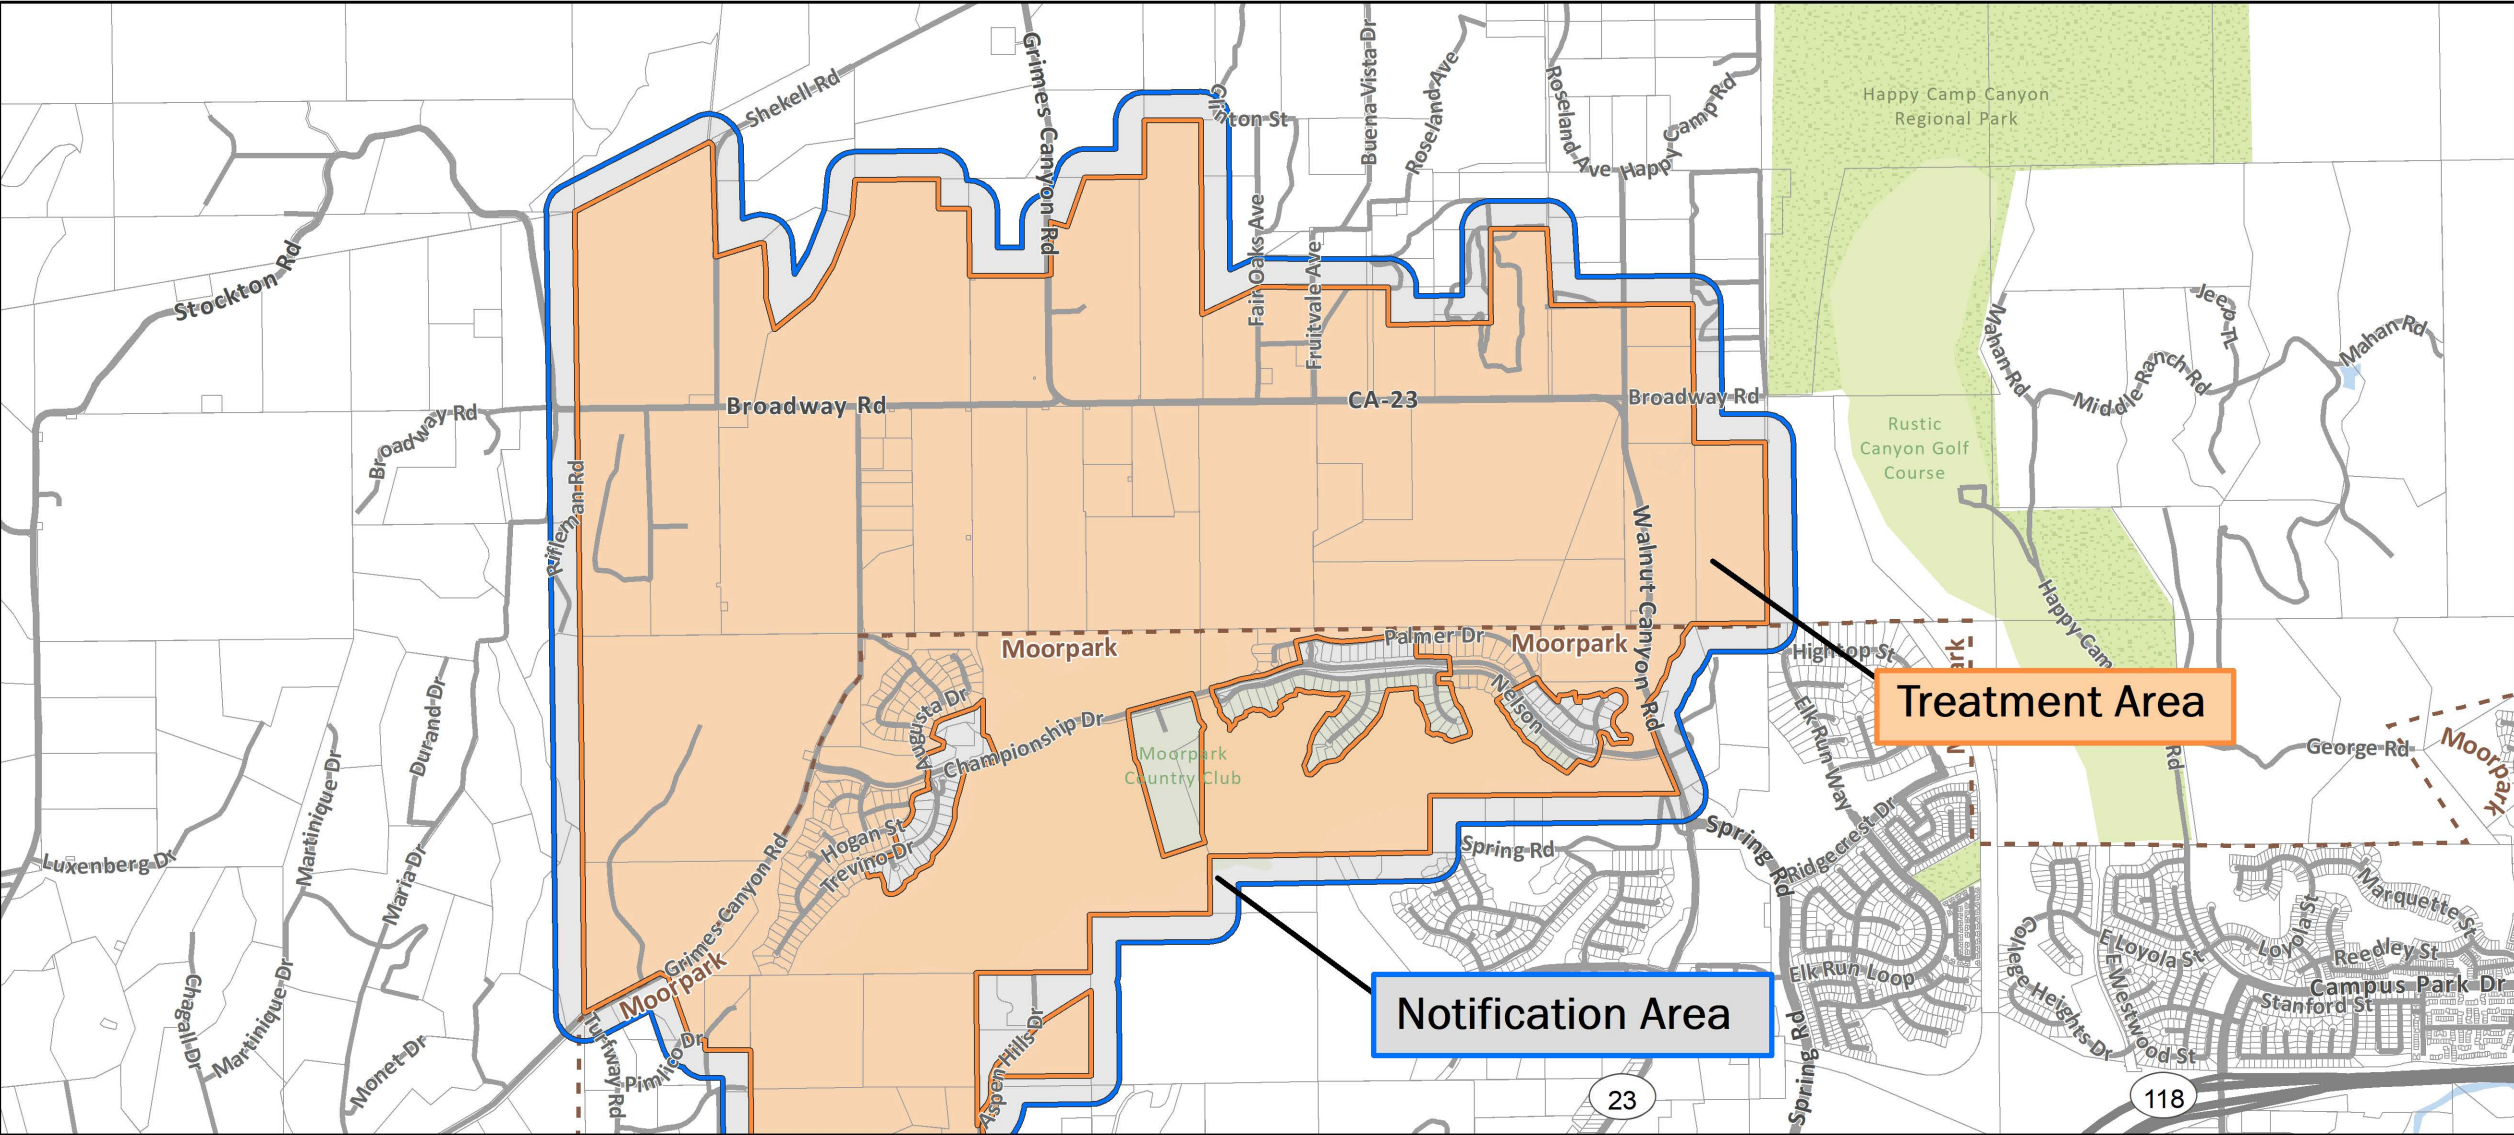 Shekell Rd
Grimes Canyon Rd
Clinton St
Buena Vista Dr
Roseland Ave
Roseland Ave
Happy Camp Rd
Happy Camp Canyon
Regional Park
Stockton Rd
Fair Oaks Ave
Fruitvale Ave
Mahan Rd
Jeep TL
Mahan Rd
Middle Ranch Rd
Broadway Rd
Broadway Rd
CA-23
Broadway Rd
Rustic
Canyon Golf
Course
Rifleman Rd
Walnut Canyon Rd
Happy Cam
Rd
Moorpark
Palmer Dr
Moorpark
Hightop St
ark
Treatment Area
Durand Dr
Augusta Dr
Championship Dr
Nelson
Moorpark
Country Club
Elk Run Way
George Rd
Moorpark
Martinique Dr
Luxenberg Dr
Maria Dr
Hogan St
Trevino Dr
Spring Rd
Spring Rd
Ridgecrest Dr
Marquette St
Grimes Canyon Rd
Moorpark
Chagall Dr
Martinique Dr
Monet Dr
Turfway Rd
Pimlico Dr
Aspen Hills Dr
Notification Area
Elk Run Loop
College Heights Dr
E Loyola St
Loyola St
Reedley St
Campus Park Dr
Stanford St
E Westwood St
Spring Rd
23
118